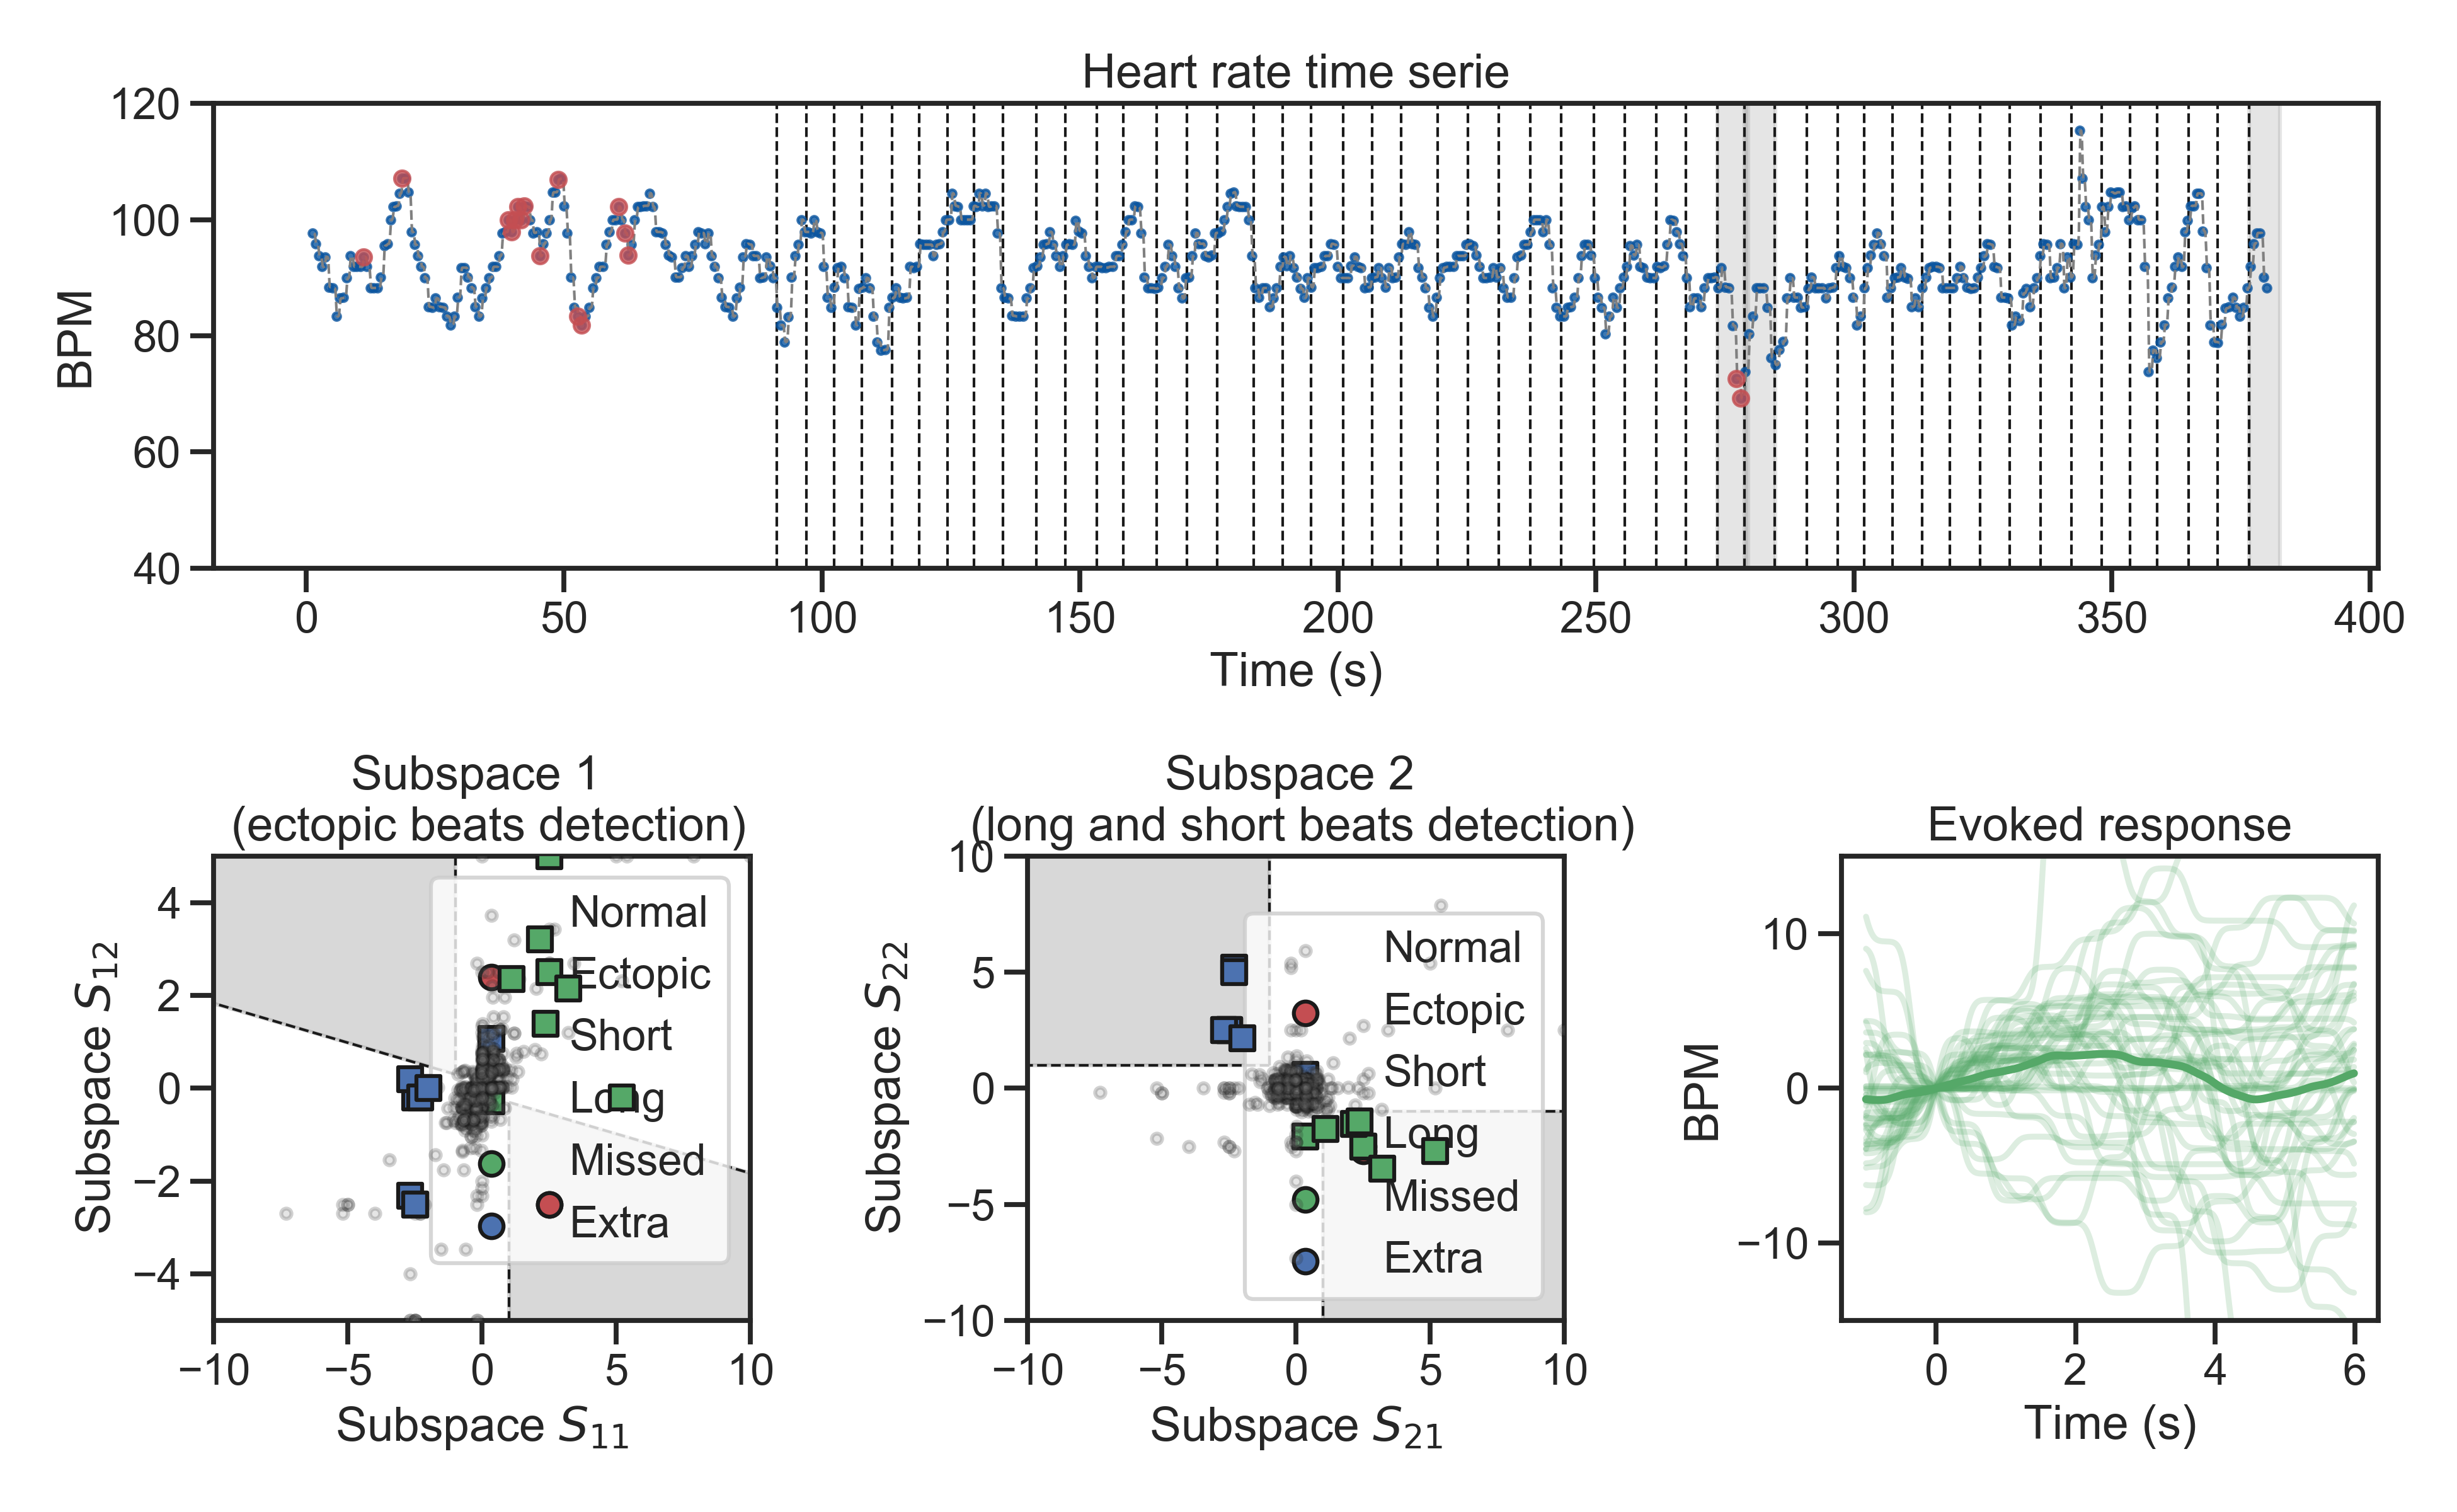 Heart rate time serie
BPM
120
100
80
60
40
0 50 100 150 200 250 300 350 400
Time (s)
Subspace 1
(ectopic beats detection)
Subspace S12
4
2
0
−2
−4
Normal
Ectopic
Short
Long
Missed
Extra
−10 −5 0 5 10
Subspace S11
Subspace 2
(long and short beats detection)
Subspace S22
10
5
0
−5
−10
Normal
Ectopic
Short
Long
Missed
Extra
−10 −5 0 5 10
Subspace S21
Evoked response
BPM
10
0
−10
0 2 4 6
Time (s)